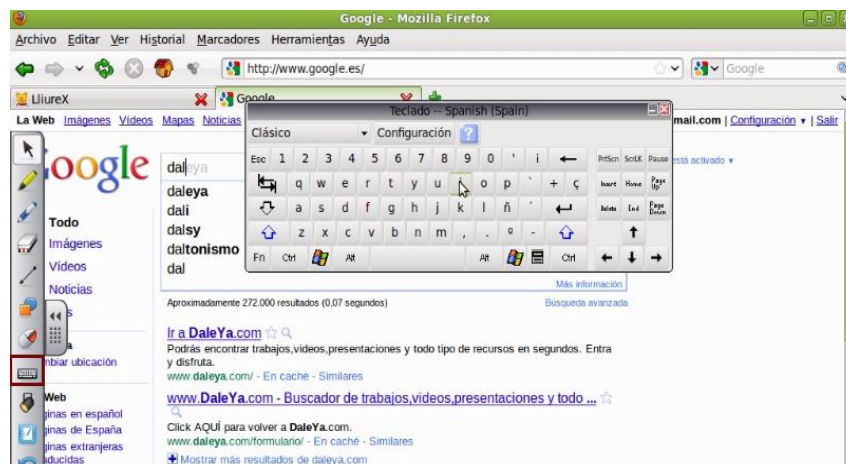 Google - Mozilla Firefox
Archivo Editar Ver Historial Marcadores Herramientas Ayuda
http://www.google.es/ Google
LliureX Google
Teclado -- Spanish (Spain)
La Web Imágenes Vídeos Mapas Noticias mail.com | Configuración ▾ | Salir
Clásico Configuración ?
Esc 1 2 3 4 5 6 7 8 9 0 ' ¡ PrtScn ScrLK Pause
está activado ▾
oogle daleya
q w e r t y u i o p ` + ç Insert Home Page Up
daleya
dali
a s d f g h j k l ñ ´ Delete End Page Down
Todo dalsy
z x c v b n m , . º -
Imágenes daltonismo
Fn Ctrl Alt Alt Ctrl
Vídeos dal
Más información
Noticias
Aproximadamente 272.000 resultados (0,07 segundos) Búsqueda avanzada
Ir a DaleYa.com
Podrás encontrar trabajos,videos,presentaciones y todo tipo de recursos en segundos. Entra
mbiar ubicación y disfruta.
www.daleya.com/ - En caché - Similares
Web www.DaleYa.com - Buscador de trabajos,videos,presentaciones y todo ...
ginas en español
ginas de España Click AQUÍ para volver a DaleYa.com.
ginas extranjeras www.daleya.com/formulario/ - En caché - Similares
aducidas Mostrar más resultados de daleya.com